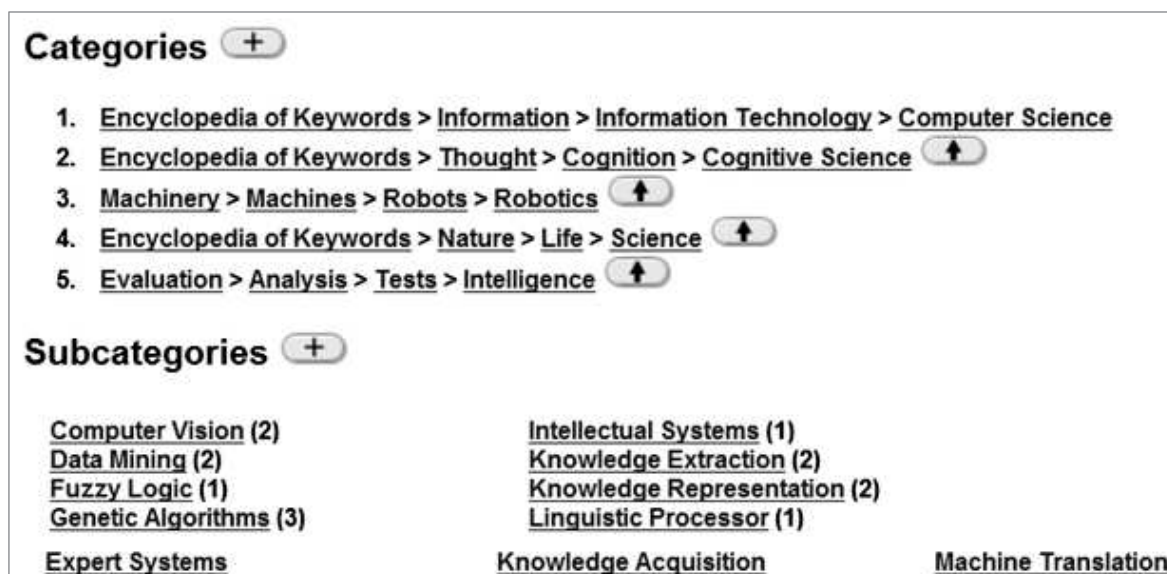 Categories +
1. Encyclopedia of Keywords > Information > Information Technology > Computer Science
2. Encyclopedia of Keywords > Thought > Cognition > Cognitive Science
3. Machinery > Machines > Robots > Robotics
4. Encyclopedia of Keywords > Nature > Life > Science
5. Evaluation > Analysis > Tests > Intelligence
Subcategories +
Computer Vision (2) Intellectual Systems (1)
Data Mining (2) Knowledge Extraction (2)
Fuzzy Logic (1) Knowledge Representation (2)
Genetic Algorithms (3) Linguistic Processor (1)
Expert Systems Knowledge Acquisition Machine Translation